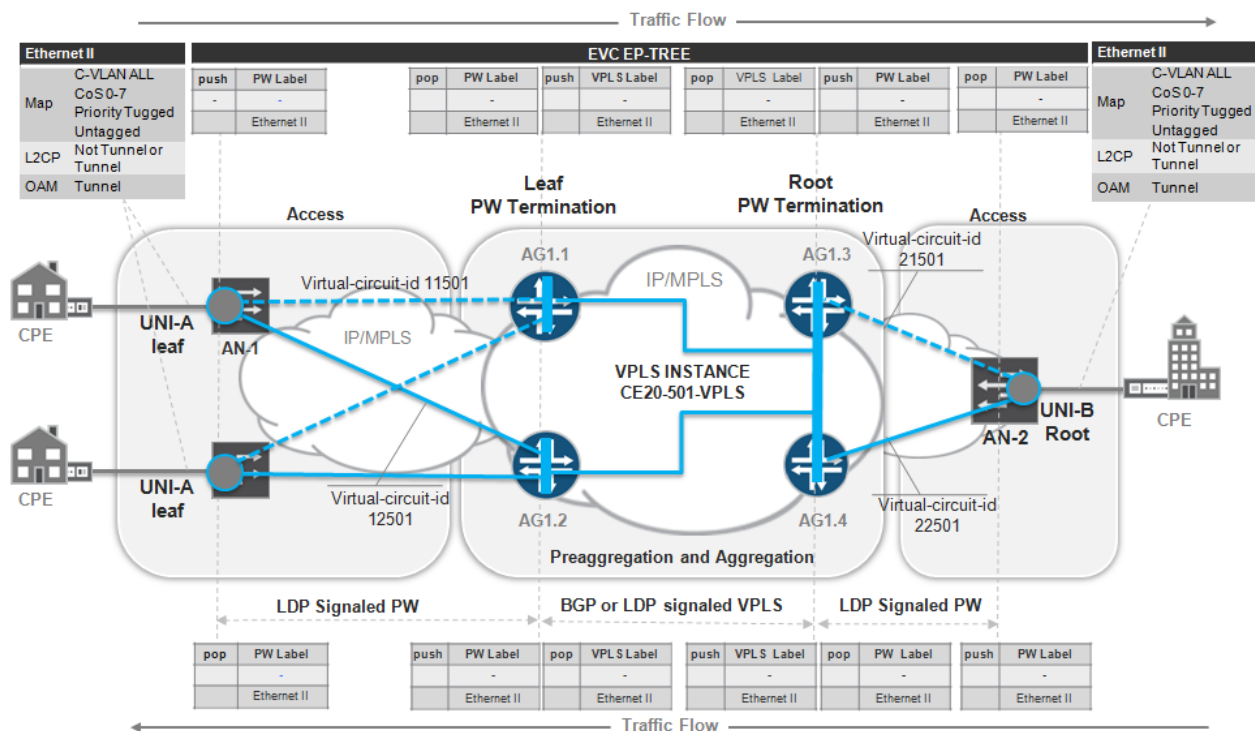 Traffic Flow
Ethernet II
Map
C-VLAN ALL
CoS 0-7
Priority Tugged
Untagged
L2CP
Not Tunnel or
Tunnel
OAM
Tunnel
EVC EP-TREE
push PW Label
- -
Ethernet II
pop PW Label
-
Ethernet II
push VPLS Label
-
Ethernet II
pop VPLS Label
-
Ethernet II
push PW Label
-
Ethernet II
pop PW Label
-
Ethernet II
Ethernet II
Map
C-VLAN ALL
CoS 0-7
Priority Tugged
Untagged
L2CP
Not Tunnel or
Tunnel
OAM
Tunnel
Leaf
PW Termination
Root
PW Termination
Access
Access
AG1.1
AG1.3
Virtual-circuit-id
21501
Virtual-circuit-id 11501
IP/MPLS
CPE
UNI-A
leaf
AN-1
IP/MPLS
VPLS INSTANCE
CE20-501-VPLS
UNI-B
Root
AN-2
CPE
CPE
UNI-A
leaf
Virtual-circuit-id
12501
AG1.2
AG1.4
Virtual-circuit-id
22501
Preaggregation and Aggregation
LDP Signaled PW
BGP or LDP signaled VPLS
LDP Signaled PW
pop PW Label
-
Ethernet II
push PW Label
-
Ethernet II
pop VPLS Label
-
Ethernet II
push VPLS Label
-
Ethernet II
pop PW Label
-
Ethernet II
push PW Label
-
Ethernet II
Traffic Flow